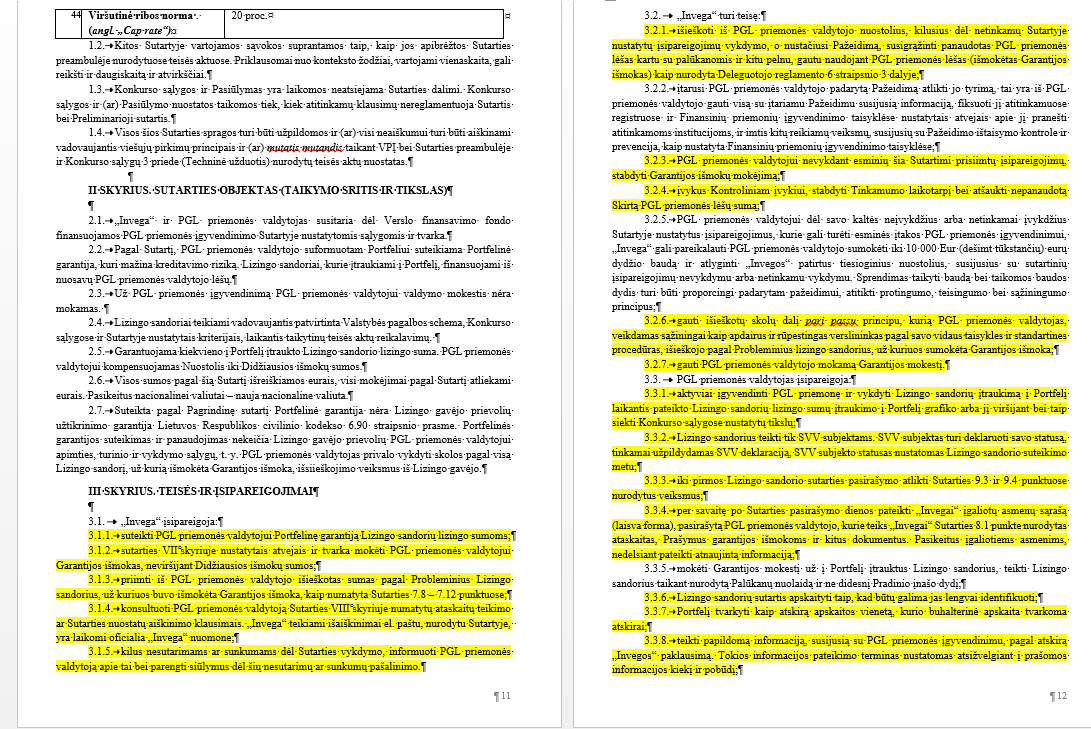 44 Viršutinė ribos norma 20 proc.
(angl. „Cap rate“)
1.2. Kitos Sutartyje vartojamos sąvokos suprantamos taip, kaip jos apibrėžtos Sutarties
preambulėje nurodytuose teisės aktuose. Priklausomai nuo konteksto žodžiai, vartojami vienaskaita, gali
reikšti ir daugiskaitą ir atvirkščiai.
1.3. Konkurso sąlygos ir Pasiūlymas yra laikomos neatsiejama Sutarties dalimi. Konkurso
sąlygos ir (ar) Pasiūlymo nuostatos taikomos tiek, kiek atitinkamų klausimų nereglamentuoja Sutartis
bei Preliminarioji sutartis.
1.4. Visos šios Sutarties spragos turi būti užpildomos ir (ar) visi neaiškumai turi būti aiškinami
vadovaujantis viešųjų pirkimų principais ir (ar) mutatis mutandis taikant VPĮ bei Sutarties preambulėje
ir Konkurso sąlygų 3 priede (Techninė užduotis) nurodytų teisės aktų nuostatas.
II SKYRIUS. SUTARTIES OBJEKTAS (TAIKYMO SRITIS IR TIKSLAS)
2.1. „Invega“ ir PGL priemonės valdytojas susitaria dėl Verslo finansavimo fondo
finansuojamos PGL priemonės įgyvendinimo Sutartyje nustatytomis sąlygomis ir tvarka.
2.2. Pagal Sutartį, PGL priemonės valdytojo suformuotam Portfeliui suteikiama Portfelinė
garantija, kuri mažina kreditavimo riziką. Lizingo sandoriai, kurie įtraukiami į Portfelį, finansuojami iš
nuosavų PGL priemonės valdytojo lėšų.
2.3. Už PGL priemonės įgyvendinimą PGL priemonės valdytojui valdymo mokestis nėra
mokamas.
2.4. Lizingo sandoriai teikiami vadovaujantis patvirtinta Valstybės pagalbos schema, Konkurso
sąlygose ir Sutartyje nustatytais kriterijais, laikantis taikytinų teisės aktų reikalavimų.
2.5. Garantuojama kiekvieno į Portfelį įtraukto Lizingo sandorio lizingo suma. PGL priemonės
valdytojui kompensuojamas Nuostolis iki Didžiausios išmokų sumos.
2.6. Visos sumos pagal šią Sutartį išreiškiamos eurais, visi mokėjimai pagal Sutartį atliekami
eurais. Pasikeitus nacionalinei valiutai – nauja nacionaline valiuta.
2.7. Suteikta pagal Pagrindinę sutartį Portfelinė garantija nėra Lizingo gavėjo prievolių
užtikrinimo garantija Lietuvos Respublikos civilinio kodekso 6.90 straipsnio prasme. Portfelinės
garantijos suteikimas ir panaudojimas nekeičia Lizingo gavėjo prievolių PGL priemonės valdytojui
apimties, turinio ir vykdymo sąlygų, t. y. PGL priemonės valdytojas privalo vykdyti skolos pagal visą
Lizingo sandorį, už kurią išmokėta Garantijos išmoka, išsiieškojimo veiksmus iš Lizingo gavėjo.
III SKYRIUS. TEISĖS IR ĮSIPAREIGOJIMAI
3.1. „Invega“ įsipareigoja:
3.1.1. suteikti PGL priemonės valdytojui Portfelinę garantiją Lizingo sandorių lizingo sumoms;
3.1.2. sutarties VII skyriuje nustatytais atvejais ir tvarka mokėti PGL priemonės valdytojui
Garantijos išmokas, neviršijant Didžiausios išmokų sumos;
3.1.3. priimti iš PGL priemonės valdytojo išieškotas sumas pagal Probleminius Lizingo
sandorius, už kuriuos buvo išmokėta Garantijos išmoka, kaip numatyta Sutarties 7.8 – 7.12 punktuose;
3.1.4. konsultuoti PGL priemonės valdytoją Sutarties VIII skyriuje numatytų ataskaitų teikimo
ar Sutarties nuostatų aiškinimo klausimais. „Invega“ teikiami išaiškinimai el. paštu, nurodytu Sutartyje,
yra laikomi oficialia „Invega“ nuomone;
3.1.5. kilus nesutarimams ar sunkumams dėl Sutarties vykdymo, informuoti PGL priemonės
valdytoją apie tai bei parengti siūlymus dėl šių nesutarimų ar sunkumų pašalinimo.
11
3.2. „Invega“ turi teisę:
3.2.1. išieškoti iš PGL priemonės valdytojo nuostolius, kilusius dėl netinkamų Sutartyje
nustatytų įsipareigojimų vykdymo, o nustačiusi Pažeidimą, susigrąžinti panaudotas PGL priemonės
lėšas kartu su palūkanomis ir kitu pelnu, gautu naudojant PGL priemonės lėšas (išmokėtas Garantijos
išmokas) kaip nurodyta Deleguotojo reglamento 6 straipsnio 3 dalyje;
3.2.2. įtarusi PGL priemonės valdytojo padarytą Pažeidimą atlikti jo tyrimą, tai yra iš PGL
priemonės valdytojo gauti visą su įtariamu Pažeidimu susijusią informaciją, fiksuoti jį atitinkamuose
registruose ir Finansinių priemonių įgyvendinimo taisyklėse nustatytais atvejais apie jį pranešti
atitinkamoms institucijoms, ir imtis kitų reikiamų veiksmų, susijusių su Pažeidimo ištaisymo kontrole ir
prevencija, kaip nustatyta Finansinių priemonių įgyvendinimo taisyklėse;
3.2.3. PGL priemonės valdytojui nevykdant esminių šia Sutartimi prisiimtų įsipareigojimų,
stabdyti Garantijos išmokų mokėjimą;
3.2.4. įvykus Kontroliniam įvykiui, stabdyti Tinkamumo laikotarpį bei atšaukti nepanaudotą
Skirtą PGL priemonės lėšų sumą;
3.2.5. PGL priemonės valdytojui dėl savo kaltės neįvykdžius arba netinkamai įvykdžius
Sutartyje nustatytus įsipareigojimus, kurie gali turėti esminės įtakos PGL priemonės įgyvendinimui,
„Invega“ gali pareikalauti PGL priemonės valdytojo sumokėti iki 10 000 Eur (dešimt tūkstančių) eurų
dydžio baudą ir atlyginti „Invegos“ patirtus tiesioginius nuostolius, susijusius su sutartinių
įsipareigojimų nevykdymu arba netinkamu vykdymu. Sprendimas taikyti baudą bei taikomos baudos
dydis turi būti proporcingi padarytam pažeidimui, atitikti protingumo, teisingumo bei sąžiningumo
principus;
3.2.6. gauti išieškotų skolų dalį pari passu principu, kurią PGL priemonės valdytojas,
veikdamas sąžiningai kaip apdairus ir rūpestingas verslininkas pagal savo vidaus taisykles ir standartines
procedūras, išieškojo pagal Probleminius lizingo sandorius, už kuriuos sumokėta Garantijos išmoka;
3.2.7. gauti PGL priemonės valdytojo mokamą Garantijos mokestį.
3.3. PGL priemonės valdytojas įsipareigoja:
3.3.1. aktyviai įgyvendinti PGL priemonę ir vykdyti Lizingo sandorių įtraukimą į Portfelį
laikantis pateikto Lizingo sandorių lizingo sumų įtraukimo į Portfelį grafiko arba jį viršijant bei taip
siekti Konkurso sąlygose nustatytų tikslų;
3.3.2. Lizingo sandorius teikti tik SVV subjektams. SVV subjektas turi deklaruoti savo statusą,
tinkamai užpildydamas SVV deklaraciją, SVV subjekto statusas nustatomas Lizingo sandorio suteikimo
metu;
3.3.3. iki pirmos Lizingo sandorio sutarties pasirašymo atlikti Sutarties 9.3 ir 9.4 punktuose
nurodytus veiksmus;
3.3.4. per savaitę po Sutarties pasirašymo dienos pateikti „Invegai“ įgaliotų asmenų sąrašą
(laisva forma), pasirašytą PGL priemonės valdytojo, kurie teiks „Invegai“ Sutarties 8.1 punkte nurodytas
ataskaitas, Prašymus garantijos išmokoms ir kitus dokumentus. Pasikeitus įgaliotiems asmenims,
nedelsiant pateikti atnaujintą informaciją;
3.3.5. mokėti Garantijos mokestį už į Portfelį įtrauktus Lizingo sandorius, teikti Lizingo
sandorius taikant nurodytą Palūkanų nuolaidą ir ne didesnį Pradinio įnašo dydį;
3.3.6. Lizingo sandorių sutartis apskaityti taip, kad būtų galima jas lengvai identifikuoti;
3.3.7. Portfelį tvarkyti kaip atskirą apskaitos vienetą, kurio buhalterinė apskaita tvarkoma
atskirai;
3.3.8. teikti papildomą informaciją, susijusią su PGL priemonės įgyvendinimu, pagal atskirą
„Invegos“ paklausimą. Tokios informacijos pateikimo terminas nustatomas atsižvelgiant į prašomos
informacijos kiekį ir pobūdį;
12